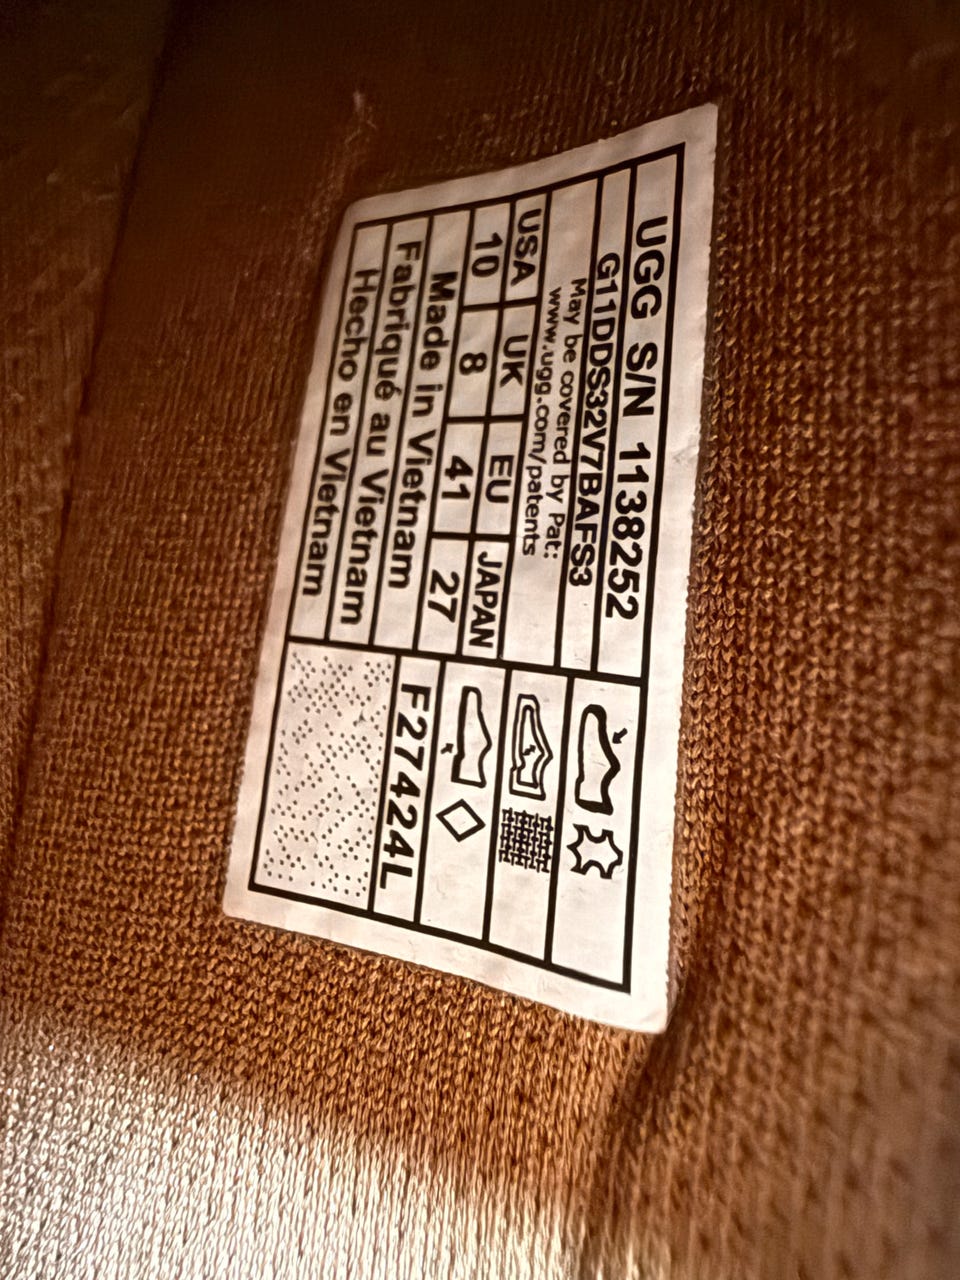 UGG S/N 1138252
G11DDS32V7BAFS3
May be covered by Pat:
www.ugg.com/patents
USA UK EU JAPAN
10 8 41 27
Made in Vietnam
Fabriqué au Vietnam
Hecho en Vietnam
F27424L